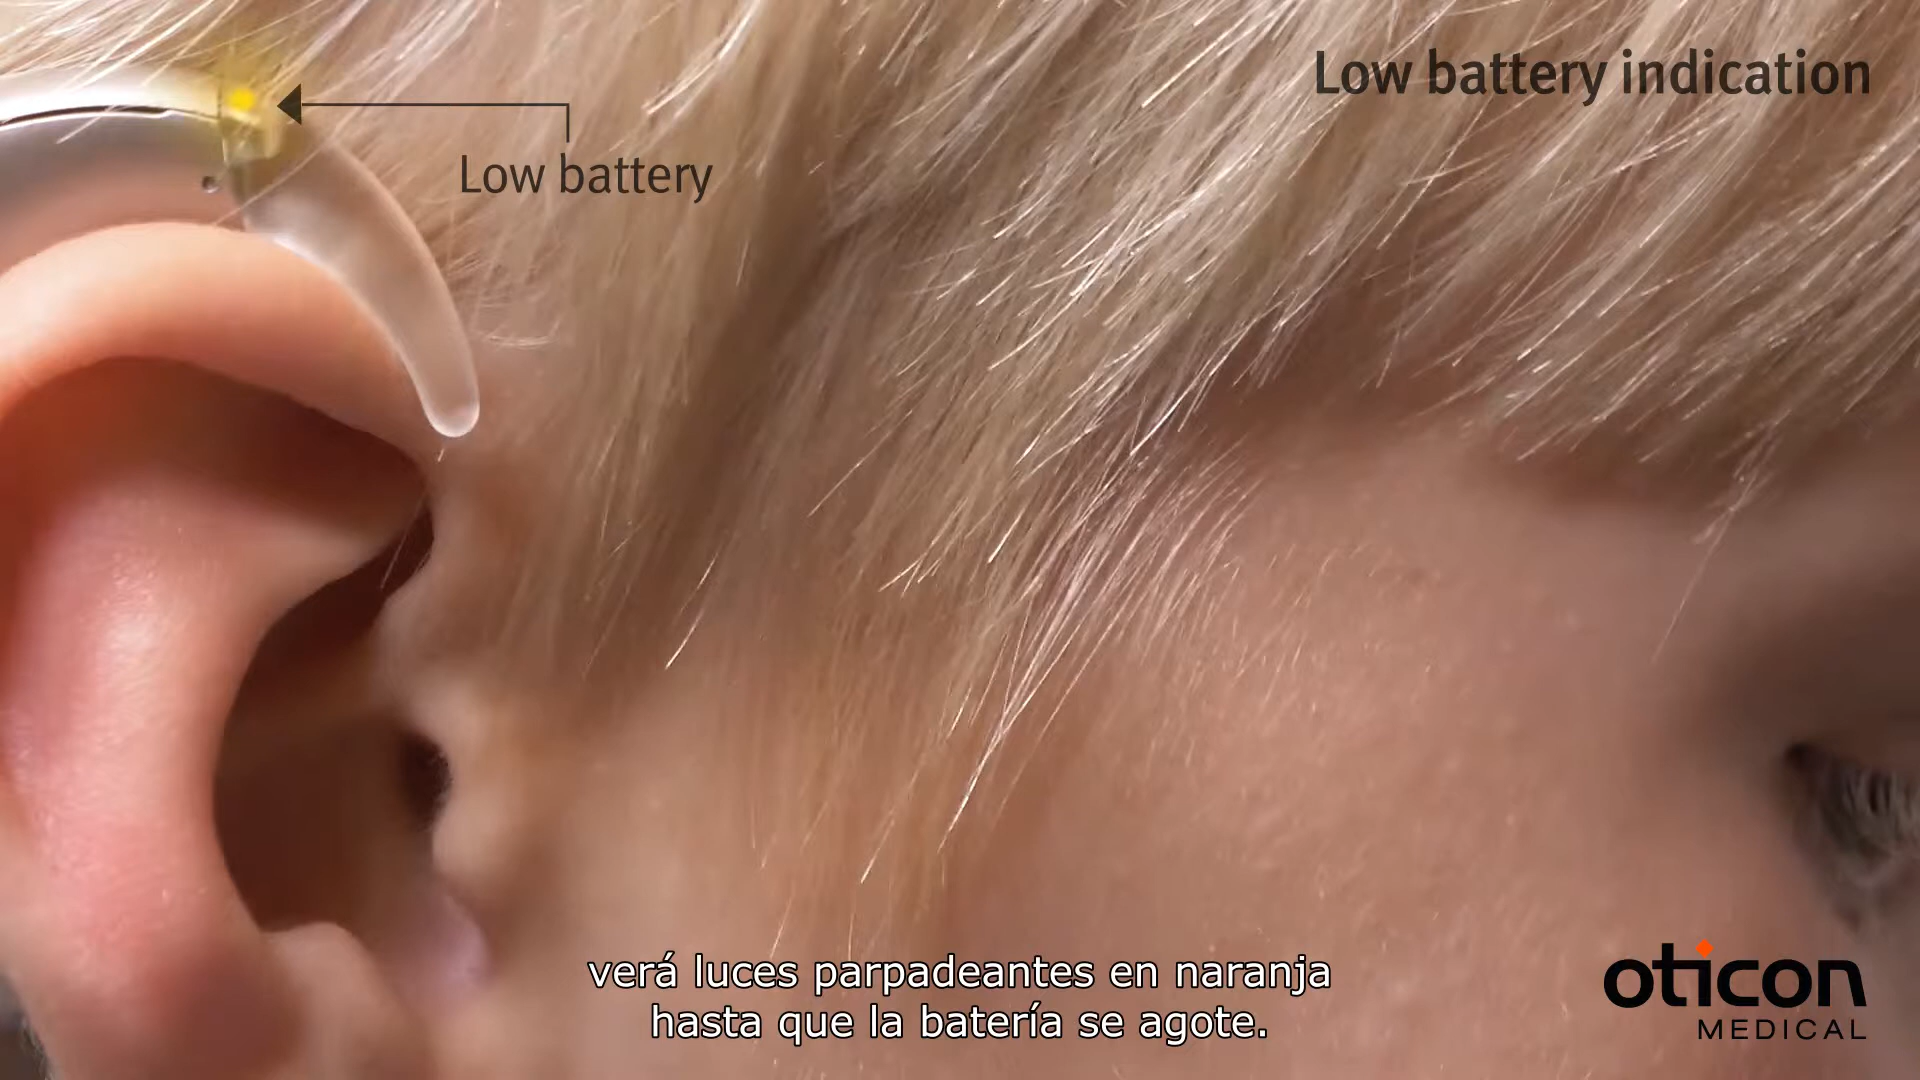 Low battery indication
Low battery
verá luces parpadeantes en naranja
hasta que la batería se agote.
oticon
MEDICAL